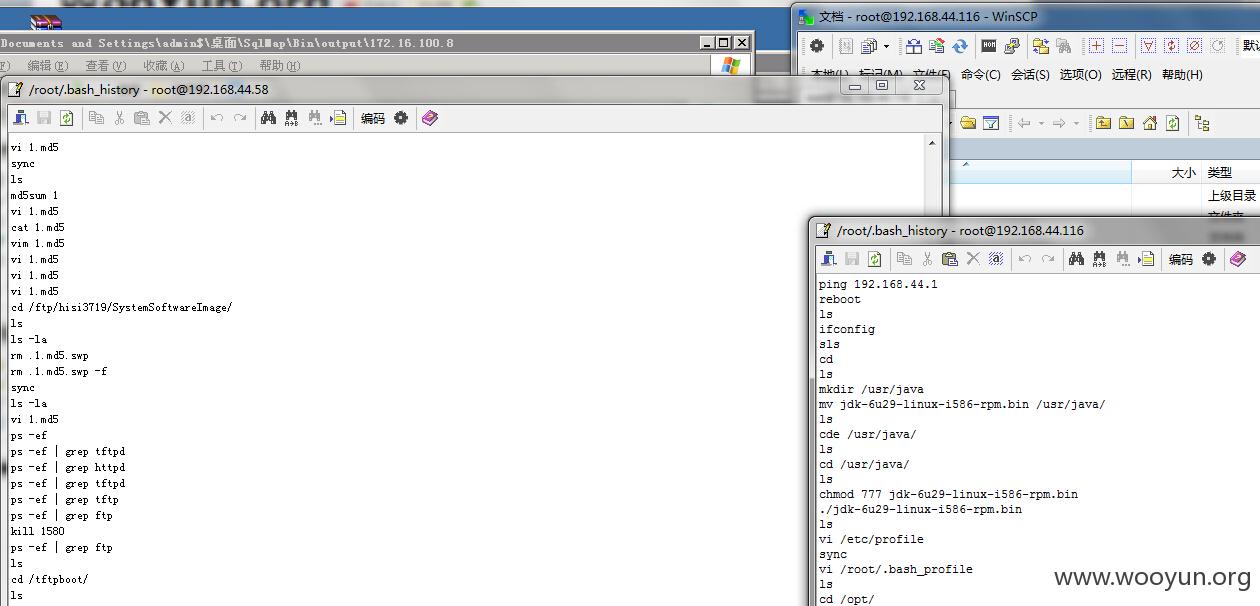 Documents and Settings\admin$\桌面\SqlMap\Bin\output\172.16.100.8
编辑(E) 查看(V) 收藏(A) 工具(T) 帮助(H)
/root/.bash_history - root@192.168.44.58
编码
vi 1.md5
sync
ls
md5sum 1
vi 1.md5
cat 1.md5
vim 1.md5
vi 1.md5
vi 1.md5
vi 1.md5
cd /ftp/hisi3719/SystemSoftwareImage/
ls
ls -la
rm .1.md5.swp
rm .1.md5.swp -f
sync
ls -la
vi 1.md5
ps -ef
ps -ef | grep tftpd
ps -ef | grep httpd
ps -ef | grep tftpd
ps -ef | grep tftp
ps -ef | grep ftp
kill 1580
ps -ef | grep ftp
ls
cd /tftpboot/
ls
文档 - root@192.168.44.116 - WinSCP
默认
本地(L) 标记(M) 文件(F) 命令(C) 会话(S) 选项(O) 远程(R) 帮助(H)
大小 类型
上级目录
/root/.bash_history - root@192.168.44.116
编码
ping 192.168.44.1
reboot
ls
ifconfig
sls
cd
ls
mkdir /usr/java
mv jdk-6u29-linux-i586-rpm.bin /usr/java/
ls
cde /usr/java/
ls
cd /usr/java/
ls
chmod 777 jdk-6u29-linux-i586-rpm.bin
./jdk-6u29-linux-i586-rpm.bin
ls
vi /etc/profile
sync
vi /root/.bash_profile
ls
cd /opt/
www.wooyun.org